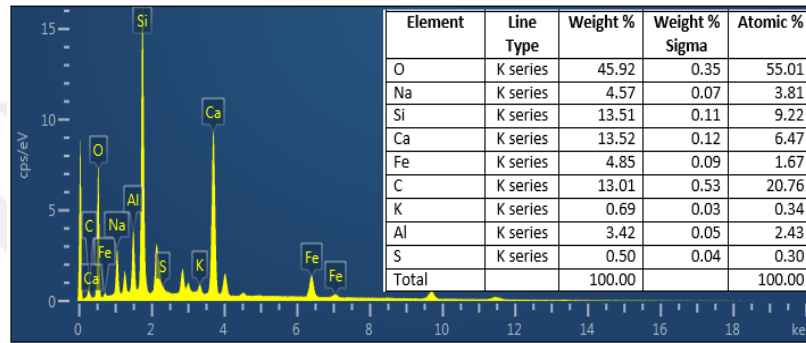 15
10
5
0
cps/eV
Si
Ca
O
Al
C
Na
Fe
Ca
S
K
Fe
Fe
0 2 4 6 8 10 12 14 16 18 ke
Element Line Type Weight % Weight % Sigma Atomic %
O K series 45.92 0.35 55.01
Na K series 4.57 0.07 3.81
Si K series 13.51 0.11 9.22
Ca K series 13.52 0.12 6.47
Fe K series 4.85 0.09 1.67
C K series 13.01 0.53 20.76
K K series 0.69 0.03 0.34
Al K series 3.42 0.05 2.43
S K series 0.50 0.04 0.30
Total 100.00 100.00